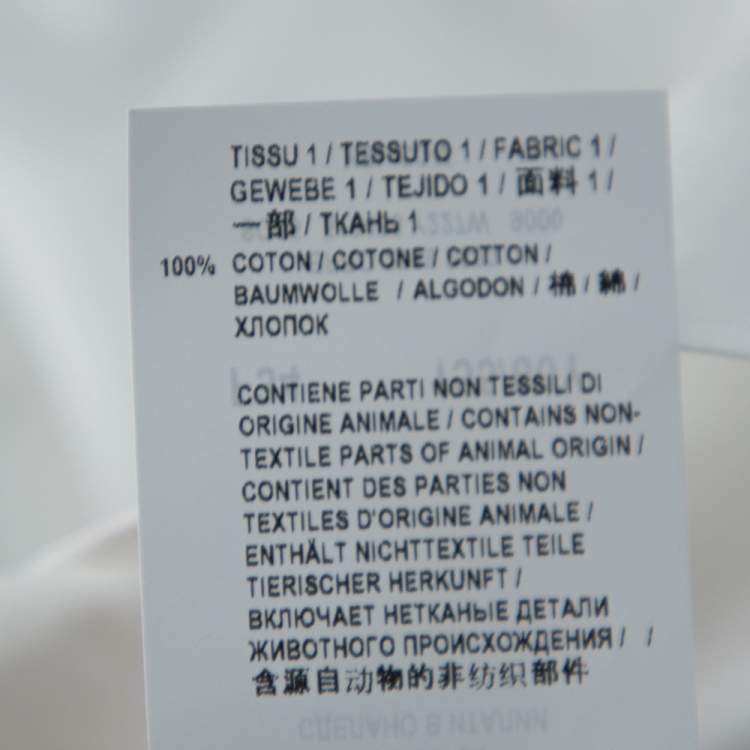 TISSU 1 / TESSUTO 1 / FABRIC 1 /
GEWEBE 1 / TEJIDO 1 / 面料 1 /
一部 / ТКАНЬ 1
100% COTON / COTONE / COTTON /
BAUMWOLLE / ALGODON / 棉 / 綿 /
ХЛОПОК
CONTIENE PARTI NON TESSILI DI
ORIGINE ANIMALE / CONTAINS NON-
TEXTILE PARTS OF ANIMAL ORIGIN /
CONTIENT DES PARTIES NON
TEXTILES D'ORIGINE ANIMALE /
ENTHÄLT NICHTTEXTILE TEILE
TIERISCHER HERKUNFT /
ВКЛЮЧАЕТ НЕТКАНЫЕ ДЕТАЛИ
ЖИВОТНОГО ПРОИСХОЖДЕНИЯ / /
含源自动物的非纺织部件